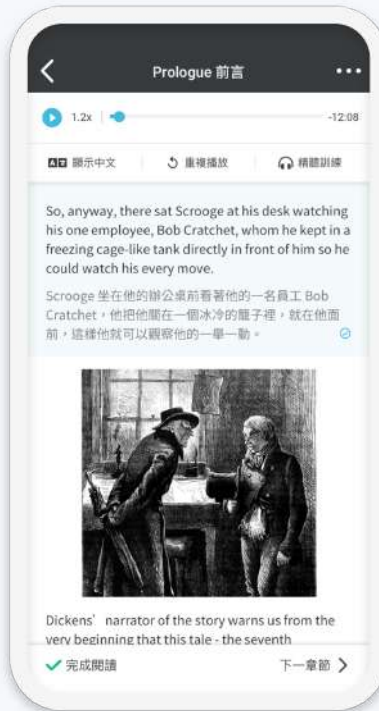 Prologue 前言
1.2x
-12:08
顯示中文
重複播放
精聽訓練
So, anyway, there sat Scrooge at his desk watching
his one employee, Bob Cratchet, whom he kept in a
freezing cage-like tank directly in front of him so he
could watch his every move.
Scrooge 坐在他的辦公桌前看著他的一名員工 Bob
Cratchet，他把他關在一個冰冷的籠子裡，就在他面
前，這樣他就可以觀察他的一舉一動。
Dickens' narrator of the story warns us from the
very beginning that this tale - the seventh
完成閱讀
下一章節